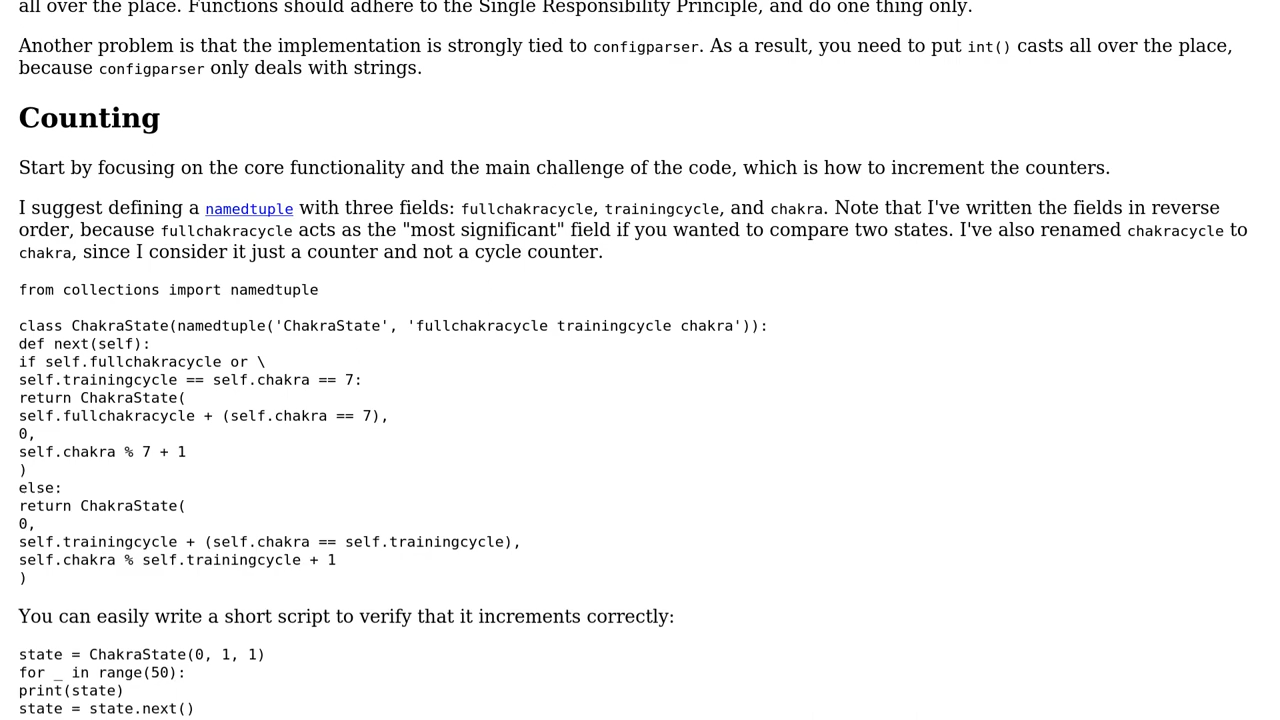 all over the place. Functions should adhere to the Single Responsibility Principle, and do one thing only.
Another problem is that the implementation is strongly tied to configparser. As a result, you need to put int() casts all over the place,
because configparser only deals with strings.
Counting
Start by focusing on the core functionality and the main challenge of the code, which is how to increment the counters.
I suggest defining a namedtuple with three fields: fullchakracycle, trainingcycle, and chakra. Note that I've written the fields in reverse
order, because fullchakracycle acts as the "most significant" field if you wanted to compare two states. I've also renamed chakracycle to
chakra, since I consider it just a counter and not a cycle counter.
from collections import namedtuple
class ChakraState(namedtuple('ChakraState', 'fullchakracycle trainingcycle chakra')):
def next(self):
if self.fullchakracycle or \
self.trainingcycle == self.chakra == 7:
return ChakraState(
self.fullchakracycle + (self.chakra == 7),
0,
self.chakra % 7 + 1
)
else:
return ChakraState(
0,
self.trainingcycle + (self.chakra == self.trainingcycle),
self.chakra % self.trainingcycle + 1
)
You can easily write a short script to verify that it increments correctly:
state = ChakraState(0, 1, 1)
for _ in range(50):
print(state)
state = state.next()